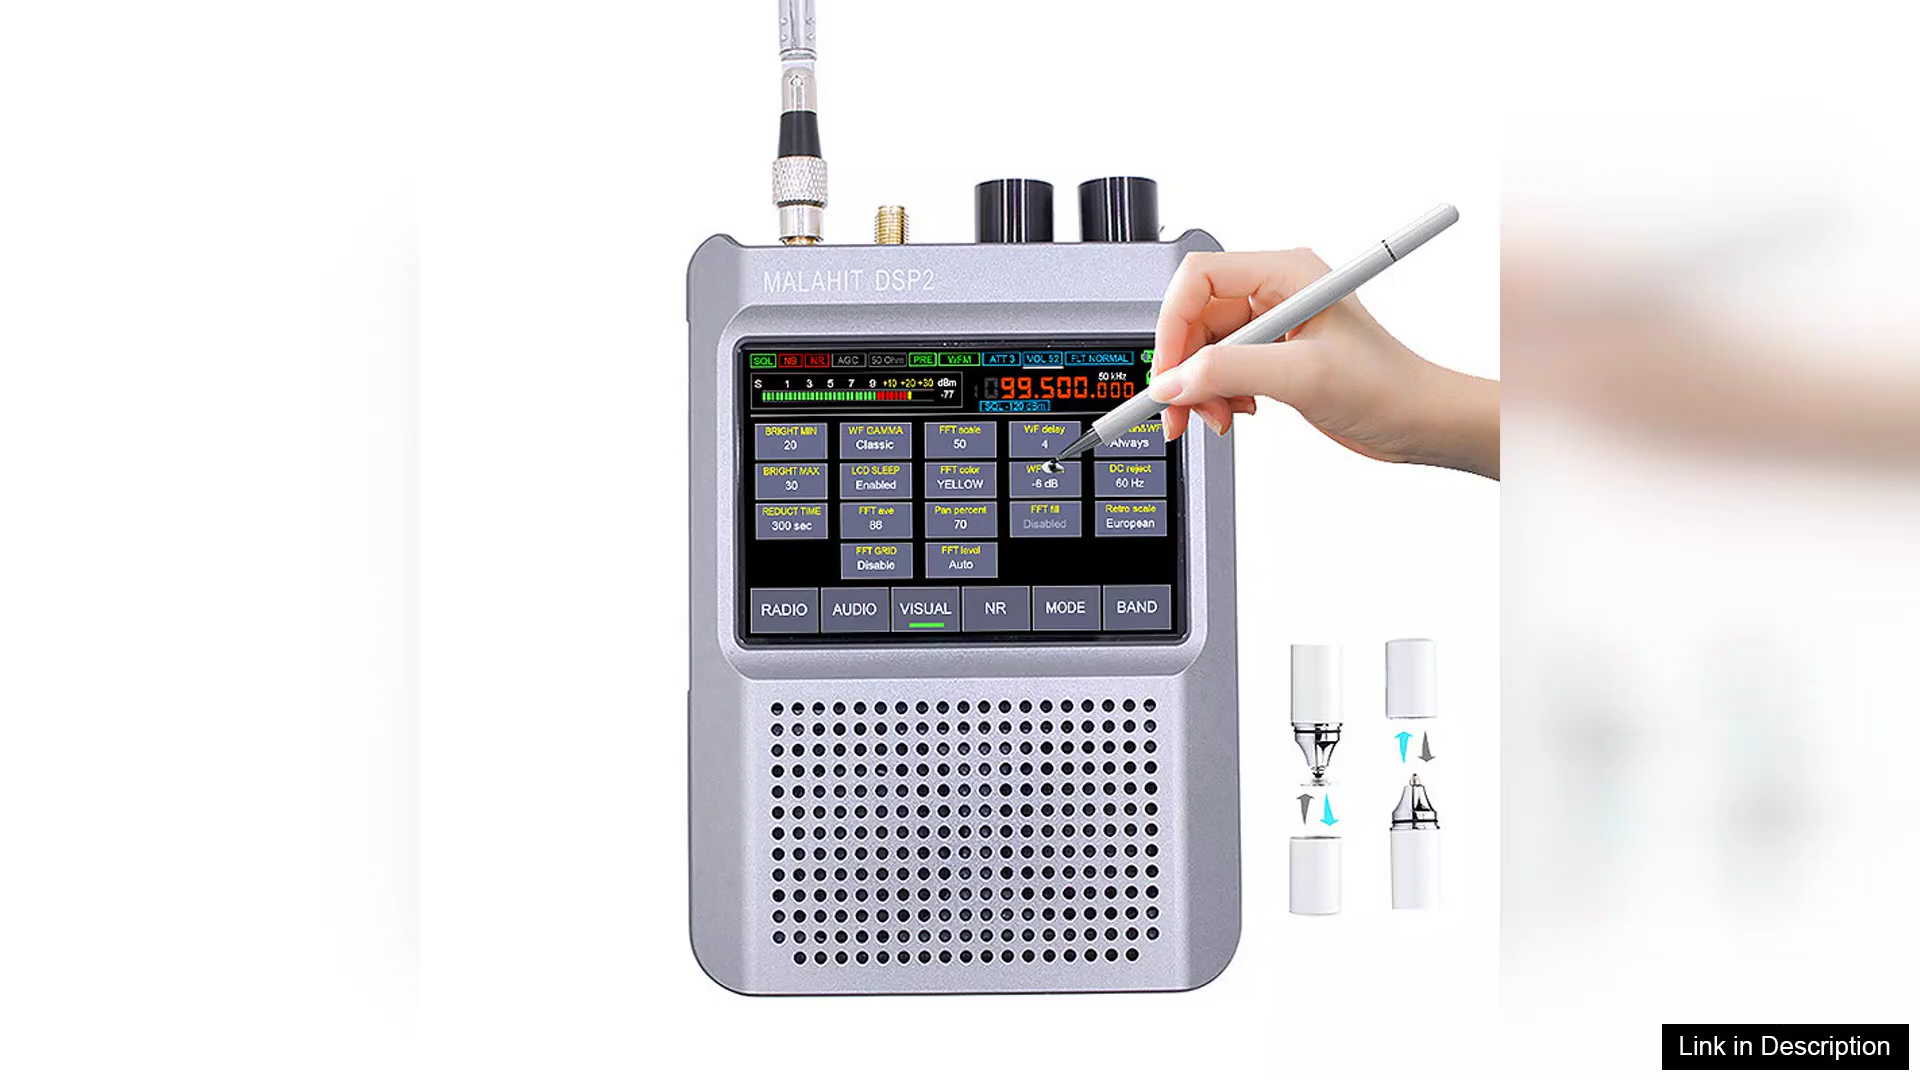 MALAHIT DSP2
SQL NB NR AGC 50 Ohm PRE WFM ATT 3 VOL 52 FLT NORMAL
S 1 3 5 7 9 +10 +20 +30 dBm
-77
50 kHz
99.500.000
SQL -120 dBm
BRIGHT MIN WF GAMMA FFT scale WF delay
20 Classic 50 4 Always
BRIGHT MAX LCD SLEEP FFT color DC reject
30 Enabled YELLOW -6 dB 60 Hz
REDUCT TIME FFT ave Pan percent FFT fill Retro scale
300 sec 86 70 Disabled European
FFT GRID FFT level
Disable Auto
RADIO AUDIO VISUAL NR MODE BAND
Link in Description